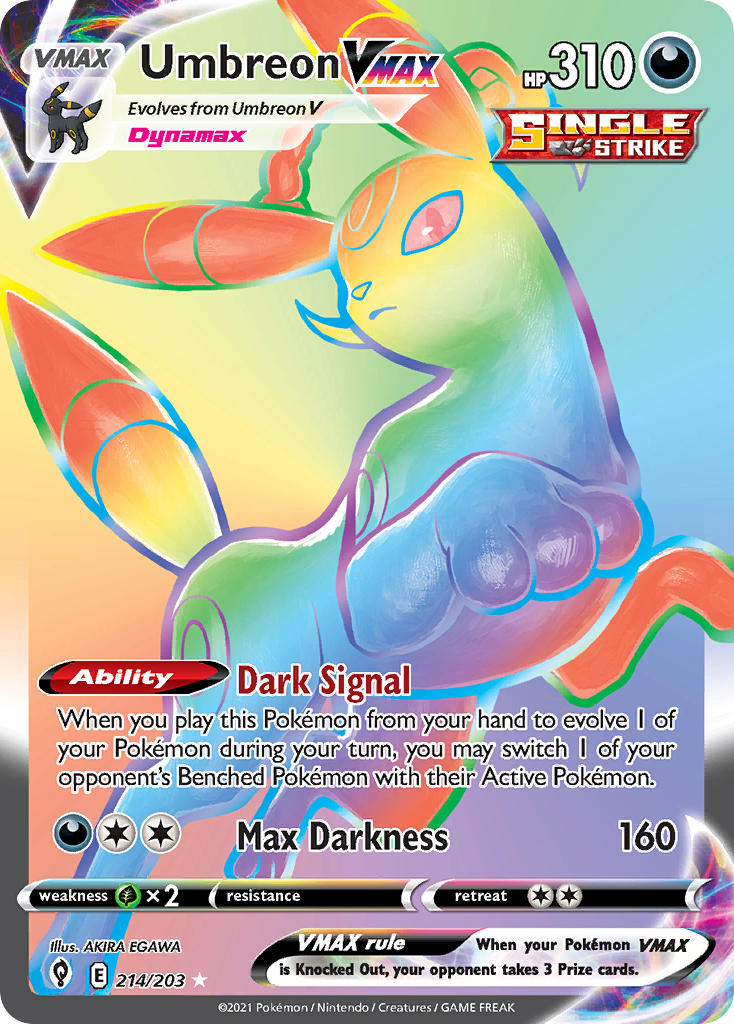 VMAX Umbreon VMAX HP 310
Evolves from Umbreon V
Dynamax
SINGLE
STRIKE
Ability Dark Signal
When you play this Pokémon from your hand to evolve 1 of
your Pokémon during your turn, you may switch 1 of your
opponent's Benched Pokémon with their Active Pokémon.
Max Darkness 160
weakness ×2 resistance retreat
Illus. AKIRA EGAWA
VMAX rule When your Pokémon VMAX
is Knocked Out, your opponent takes 3 Prize cards.
E 214/203
©2021 Pokémon / Nintendo / Creatures / GAME FREAK